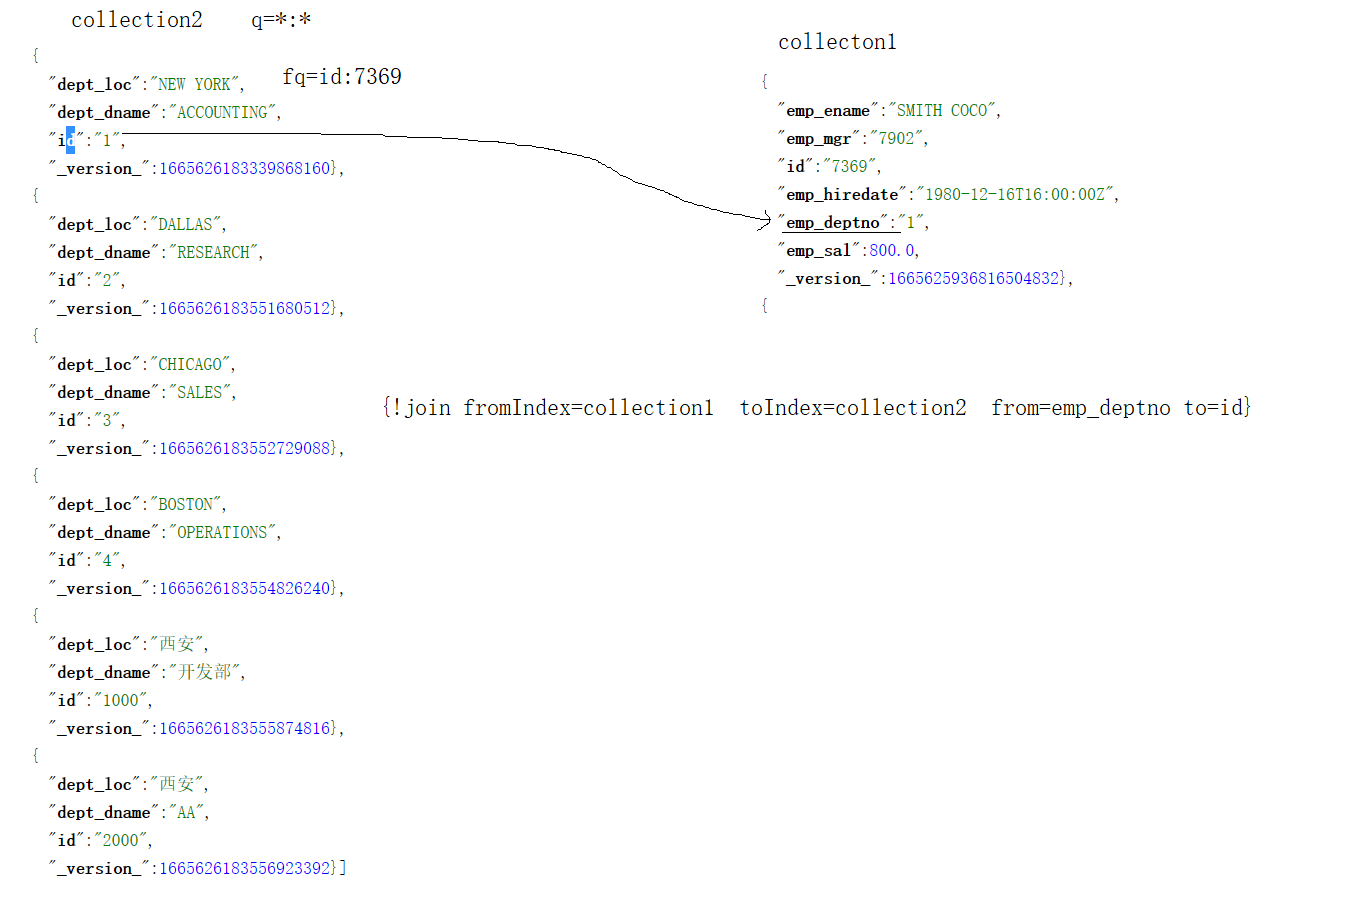 collection2 q=*:*
{
"dept_loc":"NEW YORK",
fq=id:7369
"dept_dname":"ACCOUNTING",
"id":"1",
"_version_":1665626183339868160},
{
"dept_loc":"DALLAS",
"dept_dname":"RESEARCH",
"id":"2",
"_version_":1665626183551680512},
{
"dept_loc":"CHICAGO",
"dept_dname":"SALES",
"id":"3",
"_version_":1665626183552729088},
{
"dept_loc":"BOSTON",
"dept_dname":"OPERATIONS",
"id":"4",
"_version_":1665626183554826240},
{
"dept_loc":"西安",
"dept_dname":"开发部",
"id":"1000",
"_version_":1665626183555874816},
{
"dept_loc":"西安",
"dept_dname":"AA",
"id":"2000",
"_version_":1665626183556923392}]
collecton1
{
"emp_ename":"SMITH COCO",
"emp_mgr":"7902",
"id":"7369",
"emp_hiredate":"1980-12-16T16:00:00Z",
"emp_deptno":"1",
"emp_sal":800.0,
"_version_":1665625936816504832},
{
{!join fromIndex=collection1 toIndex=collection2 from=emp_deptno to=id}